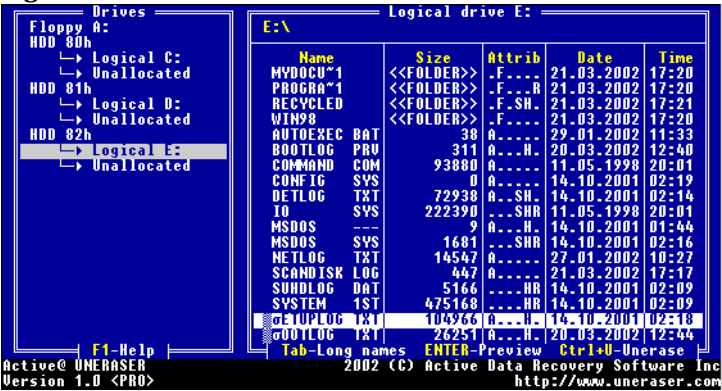 Drives
Floppy A:
HDD 80h
Logical C:
Unallocated
HDD 81h
Logical D:
Unallocated
HDD 82h
Logical E:
Unallocated
F1-Help
Logical drive E:
E:\
Name Size Attrib Date Time
MYDOCU~1 <<FOLDER>> .F.... 21.03.2002 17:20
PROGRA~1 <<FOLDER>> .F...R 21.03.2002 17:20
RECYCLED <<FOLDER>> .F.SH. 21.03.2002 17:21
WIN98 <<FOLDER>> .F.... 21.03.2002 17:20
AUTOEXEC BAT 38 A..... 29.01.2002 11:33
BOOTLOG PRV 311 A...H. 20.03.2002 12:40
COMMAND COM 93880 A..... 11.05.1998 20:01
CONFIG SYS 0 A..... 14.10.2001 02:19
DETLOG TXT 72938 A..SH. 14.10.2001 02:14
IO SYS 222390 ...SHR 11.05.1998 20:01
MSDOS --- 9 A...H. 14.10.2001 01:44
MSDOS SYS 1681 ...SHR 14.10.2001 02:16
NETLOG TXT 14547 A..... 27.01.2002 10:27
SCANDISK LOG 447 A..... 21.03.2002 17:17
SUHDLOG DAT 5166 ....HR 14.10.2001 02:09
SYSTEM 1ST 475168 ....HR 14.10.2001 02:09
σETUPLOG TXT 104966 A...H. 14.10.2001 02:18
σOOTLOG TXT 26251 A...H. 20.03.2002 12:44
Tab-Long names ENTER-Preview Ctrl+U-Unerase
Active@ UNERASER 2002 (C) Active Data Recovery Software Inc
Version 1.0 <PRO> http://www.uneraser.com